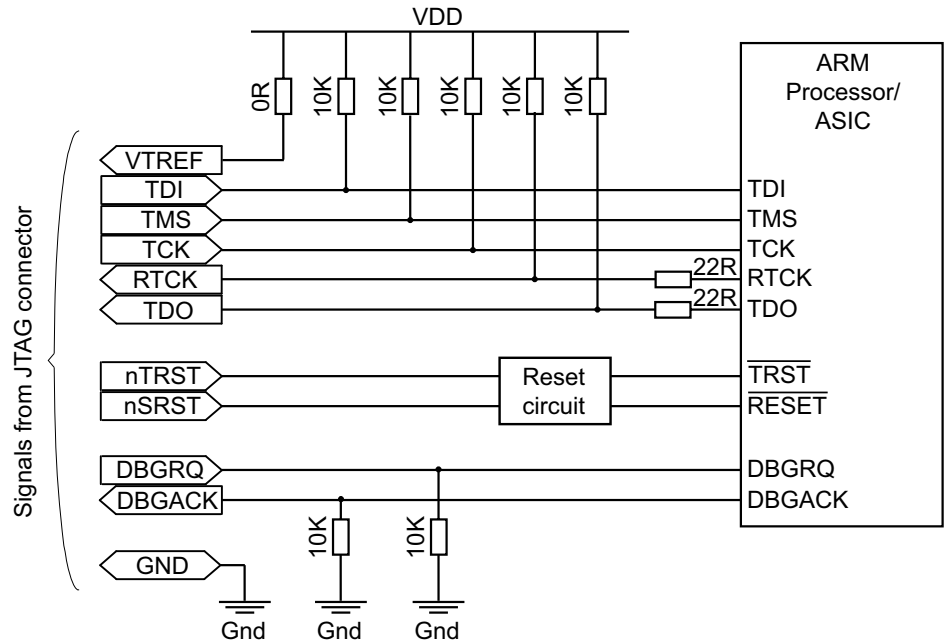 VDD
0R
10K
10K
10K
10K
10K
ARM
Processor/
ASIC
Signals from JTAG connector
VTREF
TDI
TDI
TMS
TMS
TCK
TCK
RTCK
22R
RTCK
TDO
22R
TDO
nTRST
Reset
circuit
TRST
nSRST
RESET
DBGRQ
DBGRQ
DBGACK
DBGACK
10K
10K
GND
Gnd
Gnd
Gnd